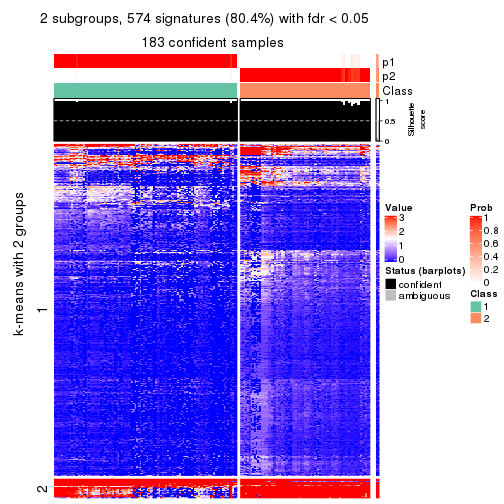 2 subgroups, 574 signatures (80.4%) with fdr < 0.05
183 confident samples
p1
p2
Class
1
0.5
0
Silhouette
score
k-means with 2 groups
1
2
Value
3
2
1
0
Status (barplots)
confident
ambiguous
Prob
1
0.8
0.6
0.4
0.2
0
Class
1
2